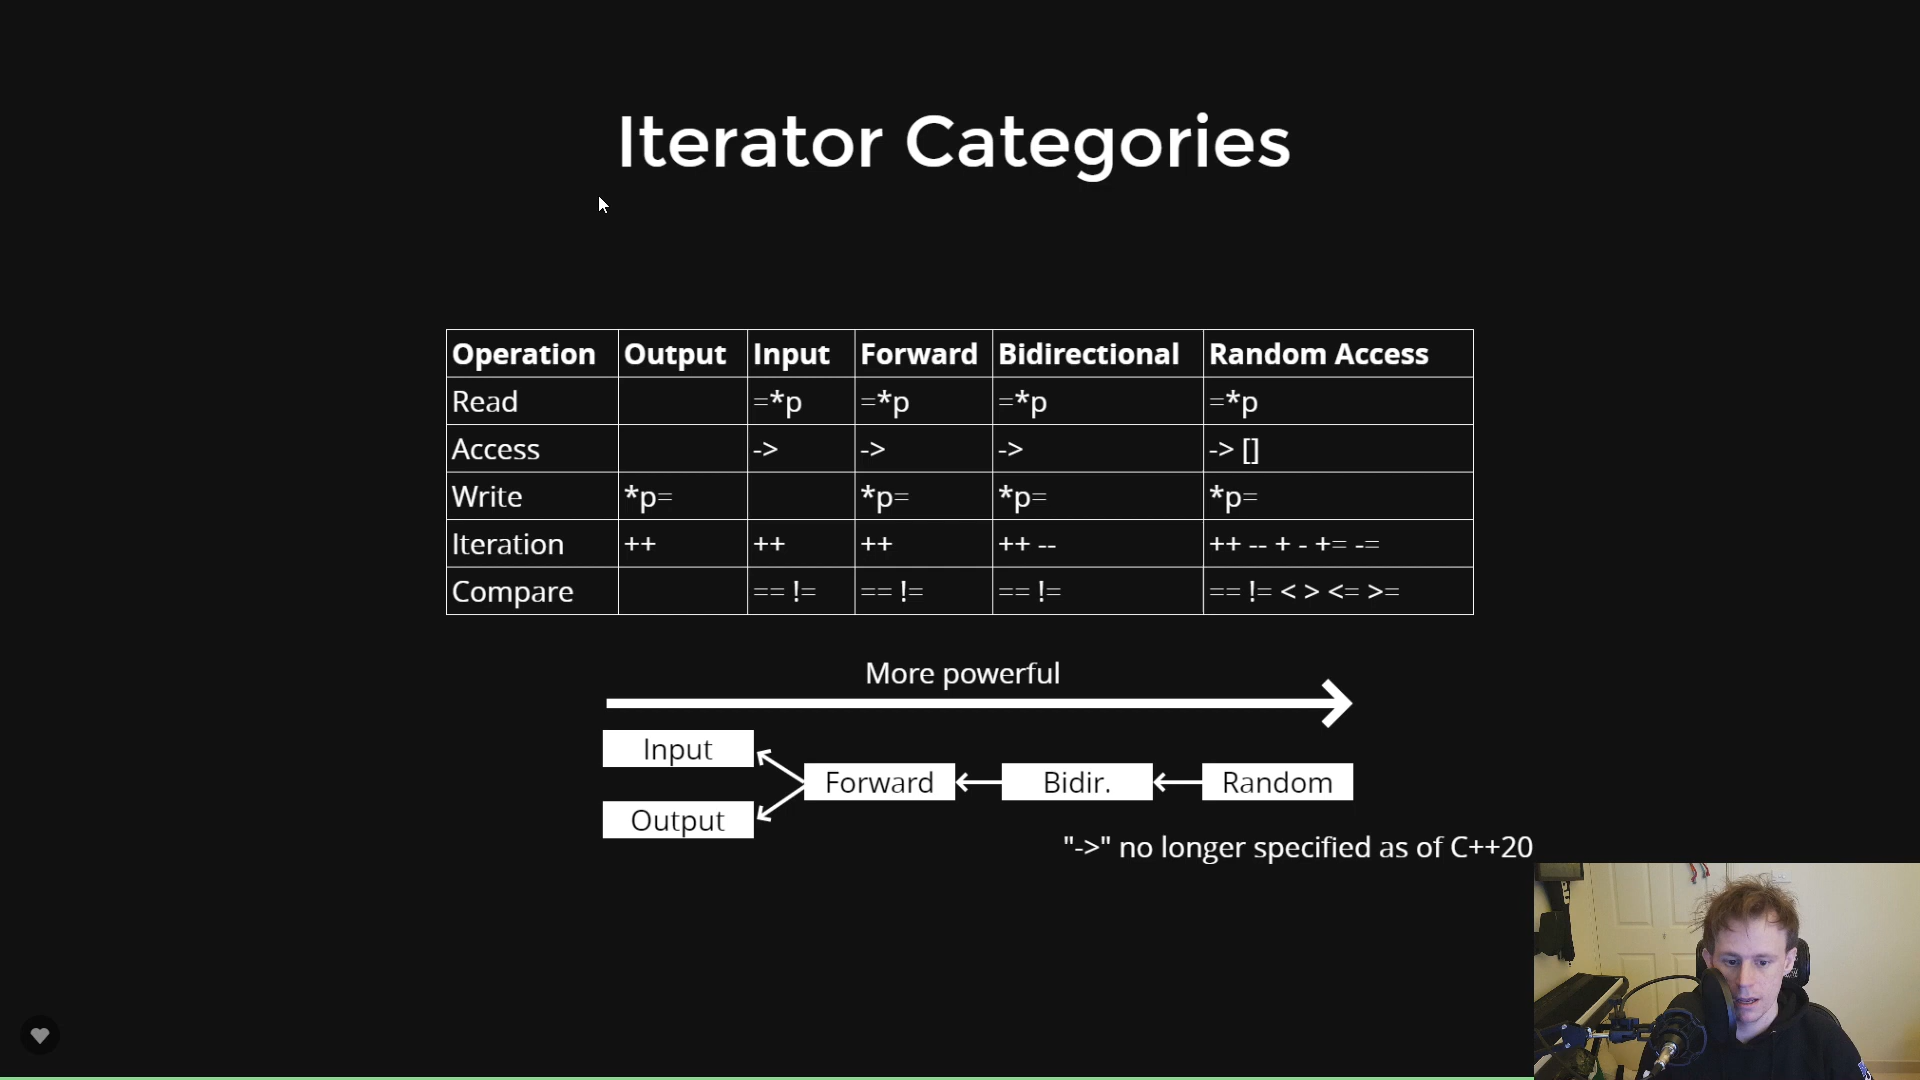 Iterator Categories
Operation Output Input Forward Bidirectional Random Access
Read =*p =*p =*p =*p
Access -> -> -> -> []
Write *p= *p= *p= *p=
Iteration ++ ++ ++ ++ -- ++ -- + - += -=
Compare == != == != == != == != < > <= >=
More powerful
Input
Forward Bidir. Random
Output
"->" no longer specified as of C++20